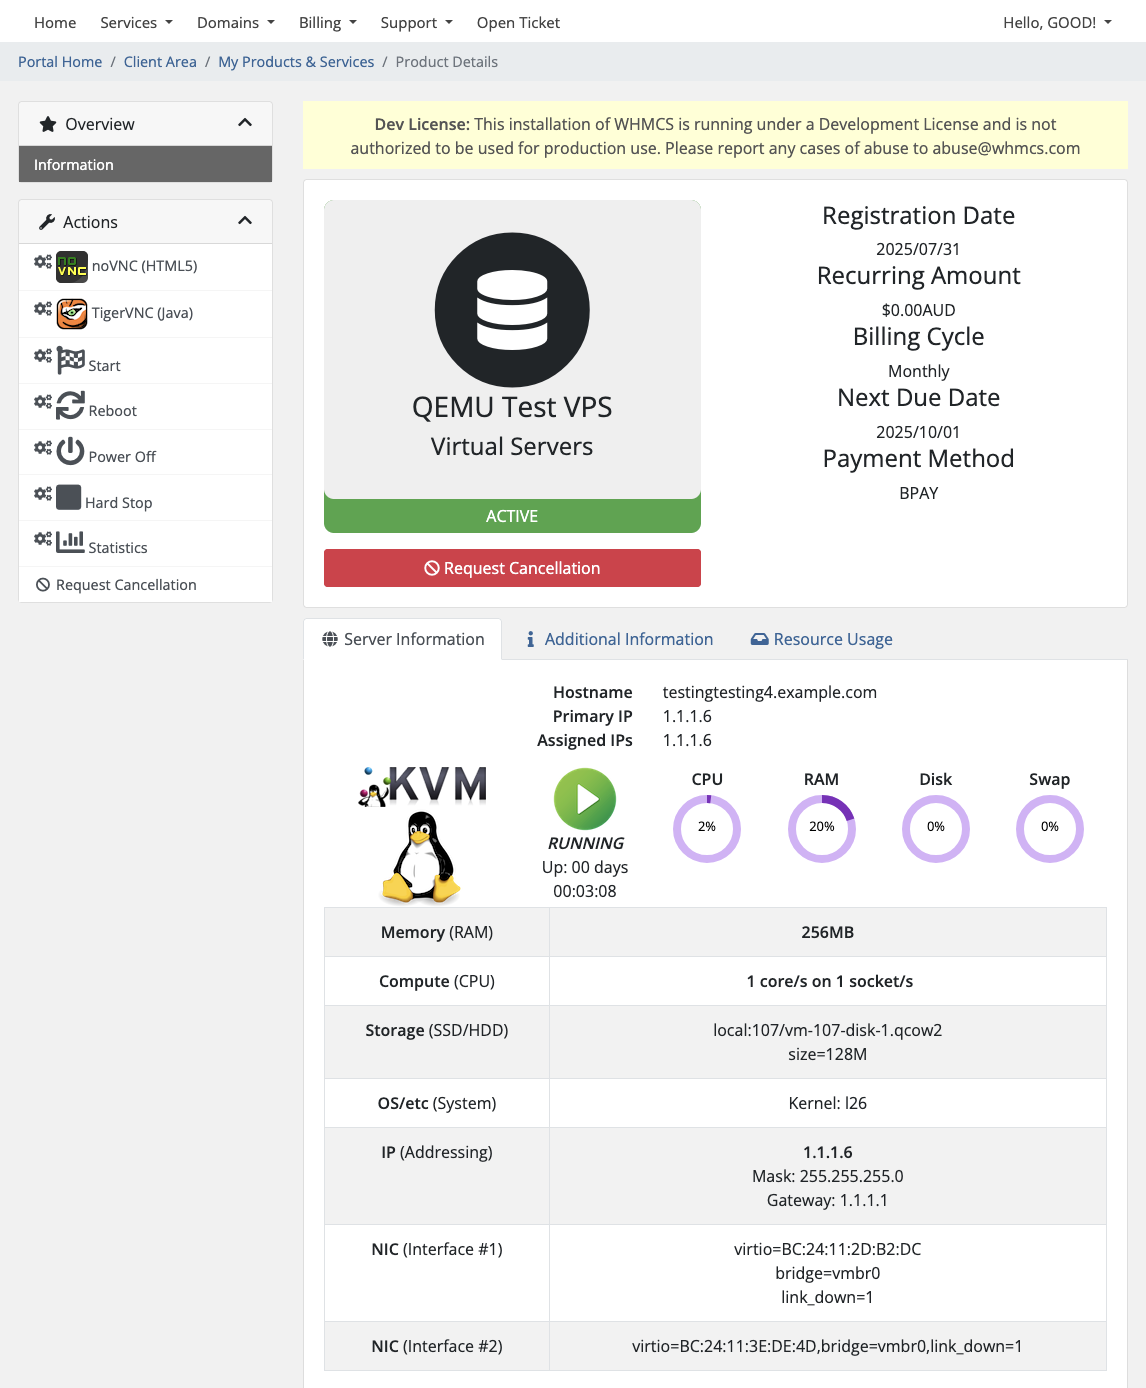 Home Services Domains Billing Support Open Ticket Hello, GOOD!
Portal Home / Client Area / My Products & Services / Product Details
Overview
Information
Actions
noVNC (HTML5)
TigerVNC (Java)
Start
Reboot
Power Off
Hard Stop
Statistics
Request Cancellation
Dev License: This installation of WHMCS is running under a Development License and is not
authorized to be used for production use. Please report any cases of abuse to abuse@whmcs.com
QEMU Test VPS
Virtual Servers
ACTIVE
Request Cancellation
Registration Date
2025/07/31
Recurring Amount
$0.00AUD
Billing Cycle
Monthly
Next Due Date
2025/10/01
Payment Method
BPAY
Server Information Additional Information Resource Usage
Hostname testingtesting4.example.com
Primary IP 1.1.1.6
Assigned IPs 1.1.1.6
KVM
RUNNING
Up: 00 days
00:03:08
CPU RAM Disk Swap
2% 20% 0% 0%
Memory (RAM) 256MB
Compute (CPU) 1 core/s on 1 socket/s
Storage (SSD/HDD) local:107/vm-107-disk-1.qcow2
size=128M
OS/etc (System) Kernel: l26
IP (Addressing) 1.1.1.6
Mask: 255.255.255.0
Gateway: 1.1.1.1
NIC (Interface #1) virtio=BC:24:11:2D:B2:DC
bridge=vmbr0
link_down=1
NIC (Interface #2) virtio=BC:24:11:3E:DE:4D,bridge=vmbr0,link_down=1